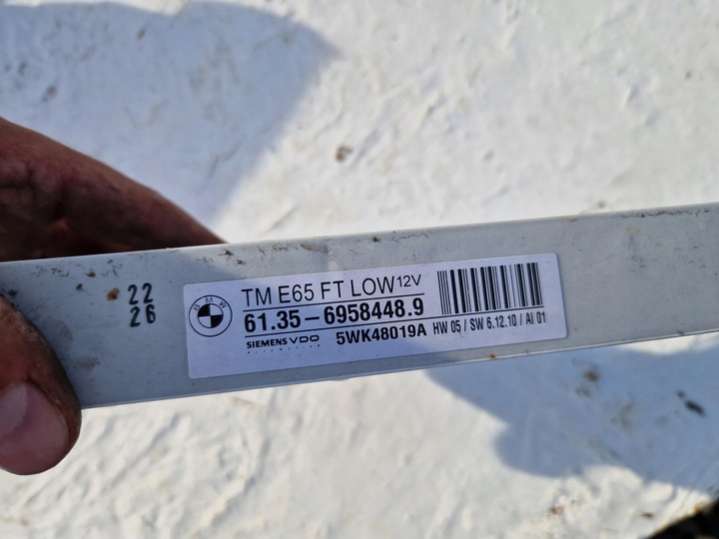 22
26
TM E65 FT LOW 12V
61.35-6958448.9
SIEMENS VDO 5WK48019A HW 05 / SW 6.12.10 / AI 01